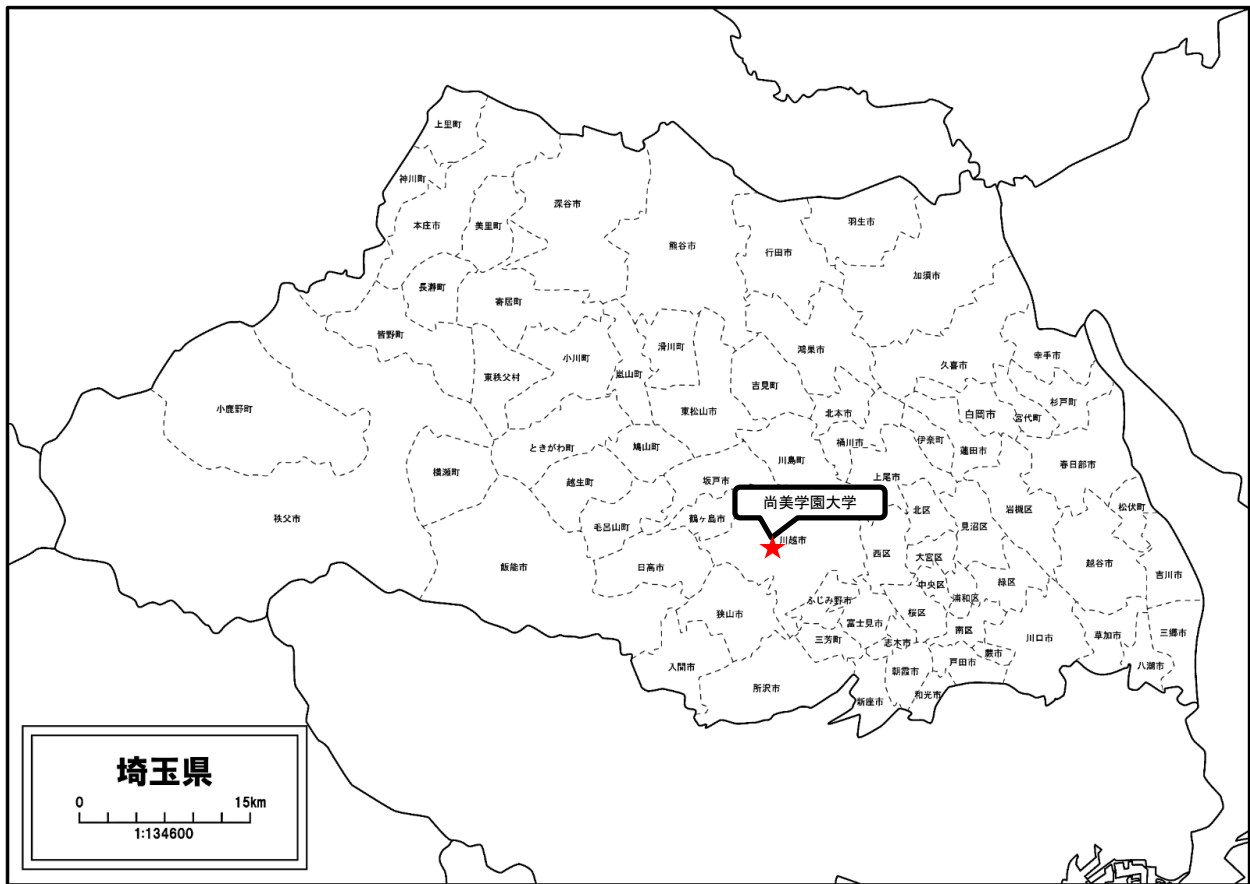 上里町
神川町
本庄市
美里町
深谷市
熊谷市
行田市
羽生市
加須市
長瀞町
寄居町
皆野町
小川町
嵐山町
滑川町
東秩父村
鴻巣市
吉見町
久喜市
幸手市
小鹿野町
東松山市
北本市
白岡市
宮代町
杉戸町
横瀬町
ときがわ町
鳩山町
川島町
桶川市
伊奈町
蓮田市
春日部市
越生町
坂戸市
上尾市
尚美学園大学
秩父市
毛呂山町
鶴ヶ島市
川越市
北区
見沼区
岩槻区
松伏町
飯能市
日高市
西区
大宮区
中央区
浦和区
緑区
越谷市
吉川市
狭山市
ふじみ野市
富士見市
桜区
南区
川口市
草加市
三郷市
三芳町
志木市
蕨市
戸田市
八潮市
入間市
所沢市
朝霞市
新座市
和光市
埼玉県
0 15km
1:134600